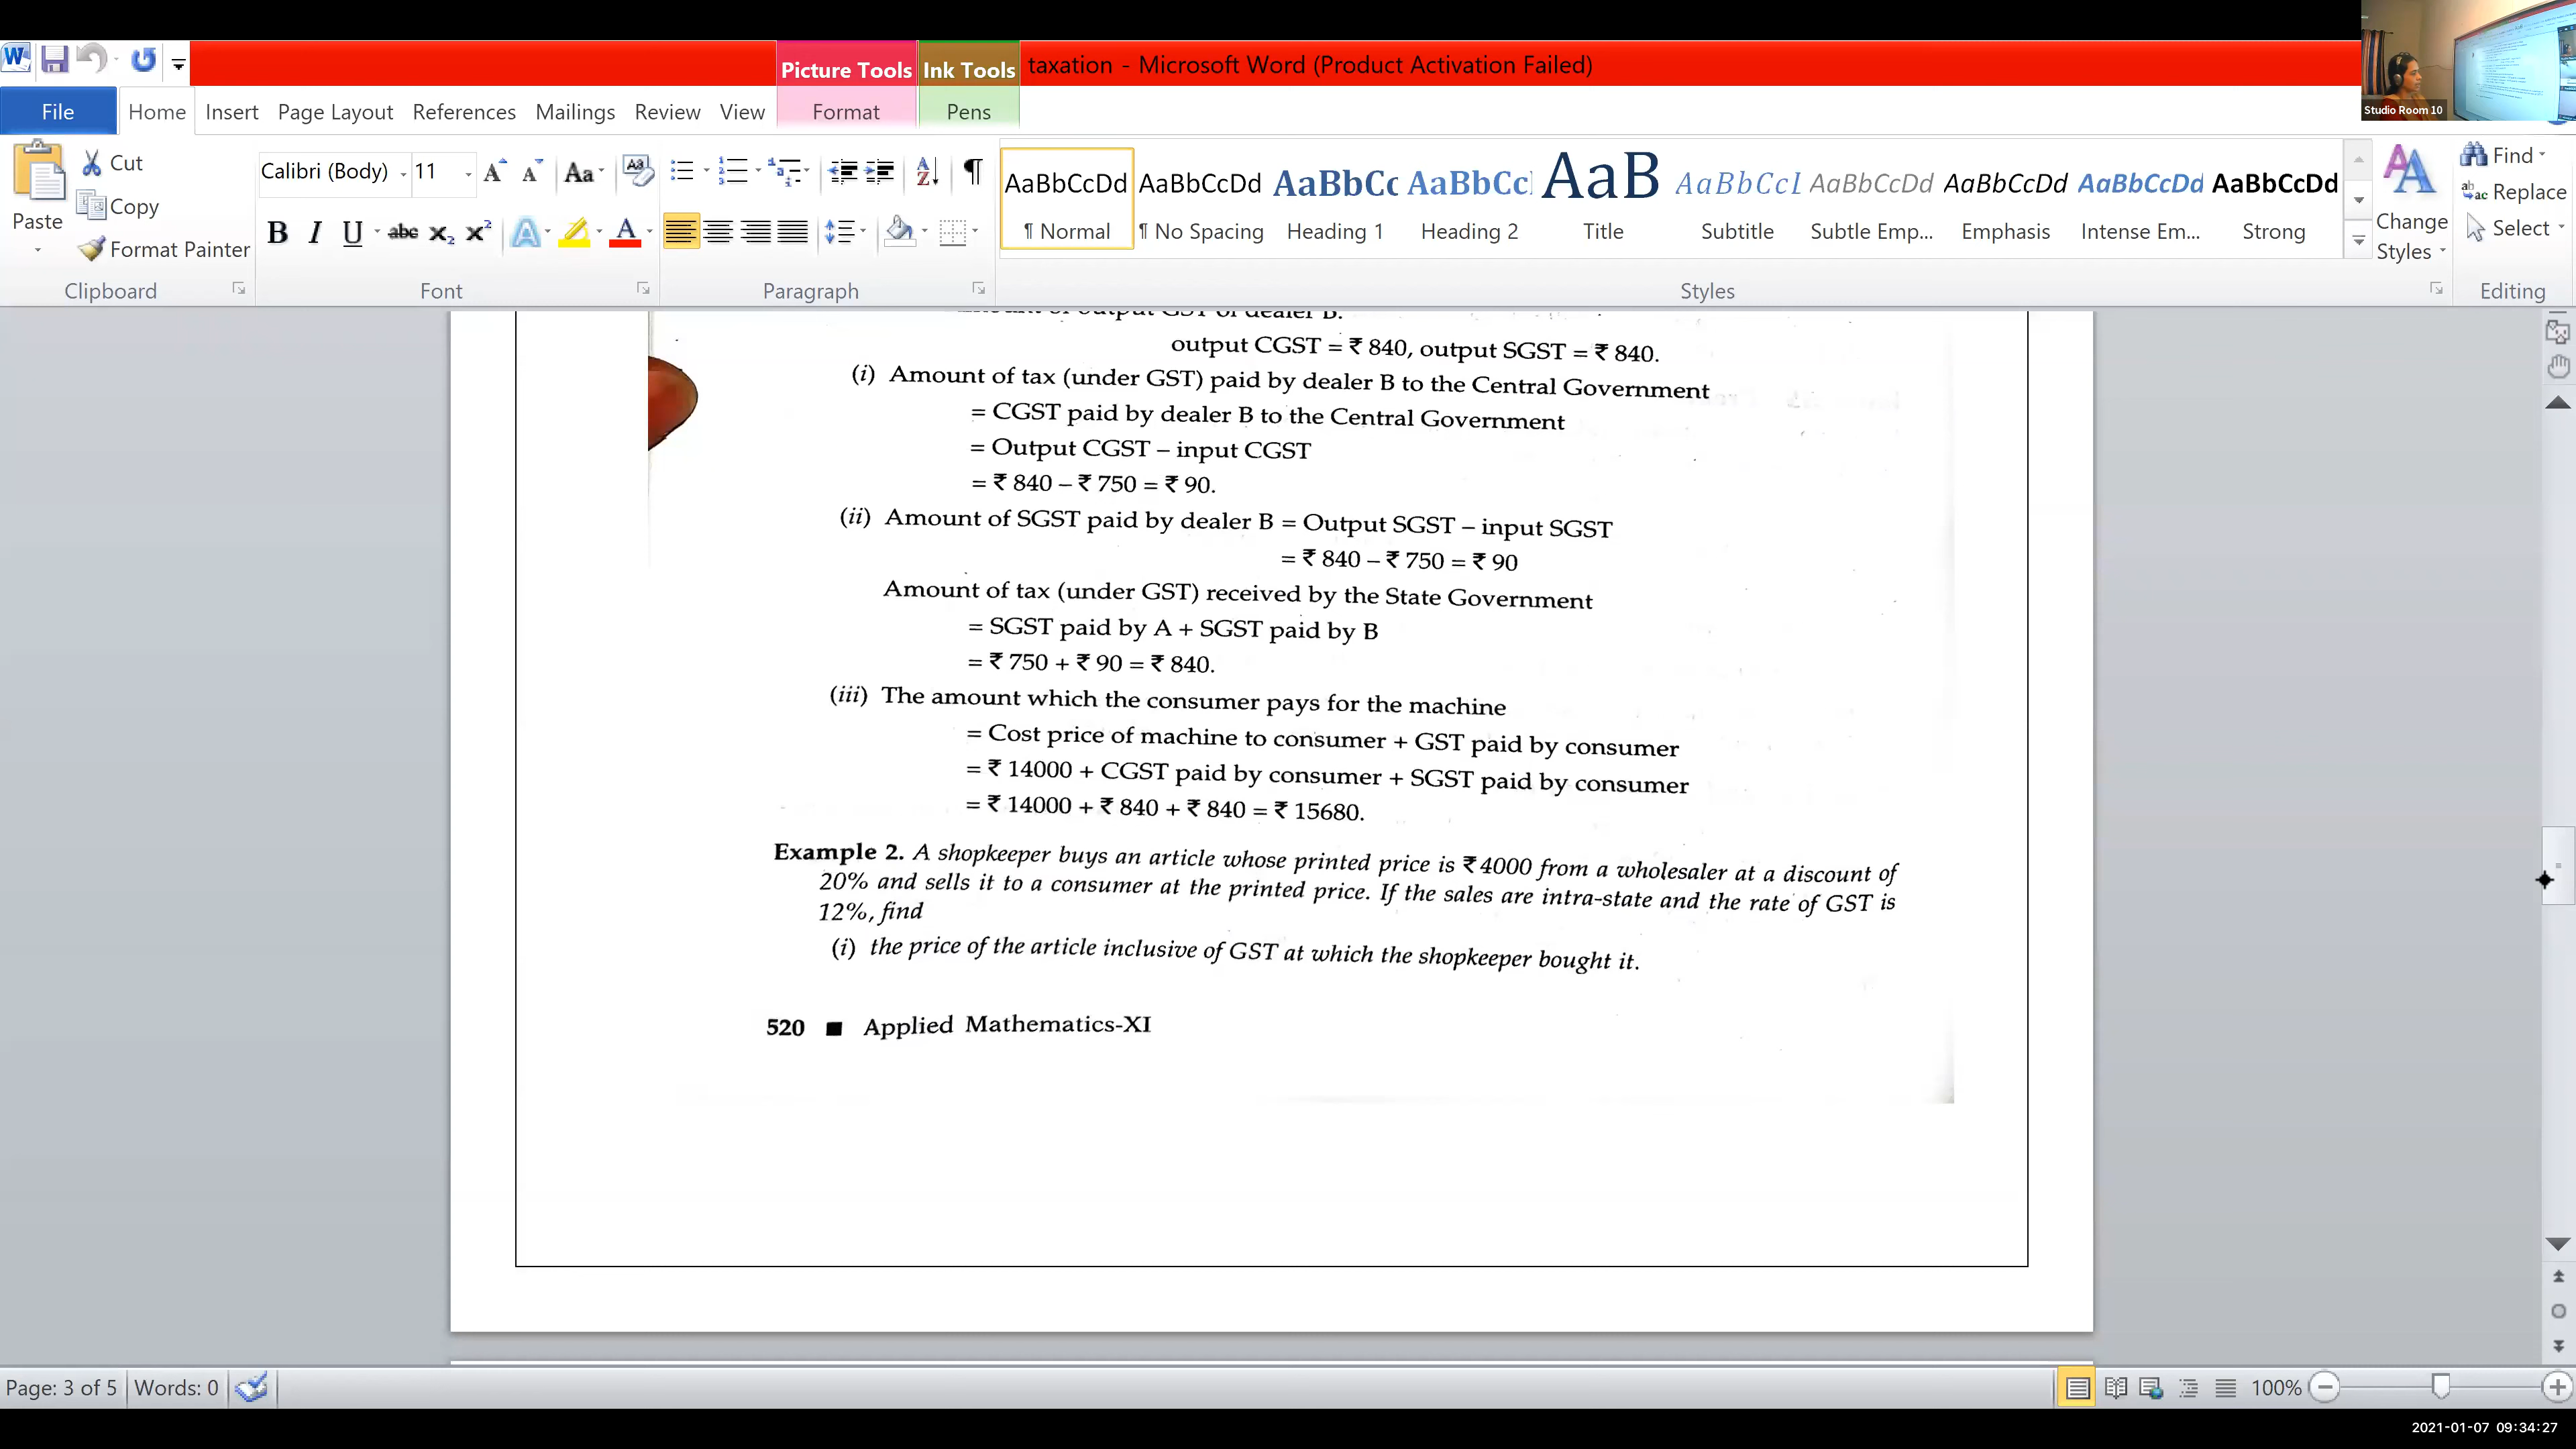 Picture Tools Ink Tools taxation - Microsoft Word (Product Activation Failed)
Studio Room 10
File Home Insert Page Layout References Mailings Review View Format Pens
Paste
Cut
Copy
Format Painter
Clipboard
Calibri (Body) 11
Font
Paragraph
AaBbCcDd AaBbCcDd AaBbCc AaBbCc AaB AaBbCcI AaBbCcDd AaBbCcDd AaBbCcDd AaBbCcDd
¶ Normal ¶ No Spacing Heading 1 Heading 2 Title Subtitle Subtle Emp... Emphasis Intense Em... Strong
Styles
Change Styles
Find
Replace
Select
Editing
output GST of dealer B.
output CGST = ₹ 840, output SGST = ₹ 840.
(i) Amount of tax (under GST) paid by dealer B to the Central Government
= CGST paid by dealer B to the Central Government
= Output CGST – input CGST
= ₹ 840 – ₹ 750 = ₹ 90.
(ii) Amount of SGST paid by dealer B = Output SGST – input SGST
= ₹ 840 – ₹ 750 = ₹ 90
Amount of tax (under GST) received by the State Government
= SGST paid by A + SGST paid by B
= ₹ 750 + ₹ 90 = ₹ 840.
(iii) The amount which the consumer pays for the machine
= Cost price of machine to consumer + GST paid by consumer
= ₹ 14000 + CGST paid by consumer + SGST paid by consumer
= ₹ 14000 + ₹ 840 + ₹ 840 = ₹ 15680.
Example 2. A shopkeeper buys an article whose printed price is ₹4000 from a wholesaler at a discount of
20% and sells it to a consumer at the printed price. If the sales are intra-state and the rate of GST is
12%, find
(i) the price of the article inclusive of GST at which the shopkeeper bought it.
520 ■ Applied Mathematics-XI
Page: 3 of 5 Words: 0 100%
2021-01-07 09:34:27